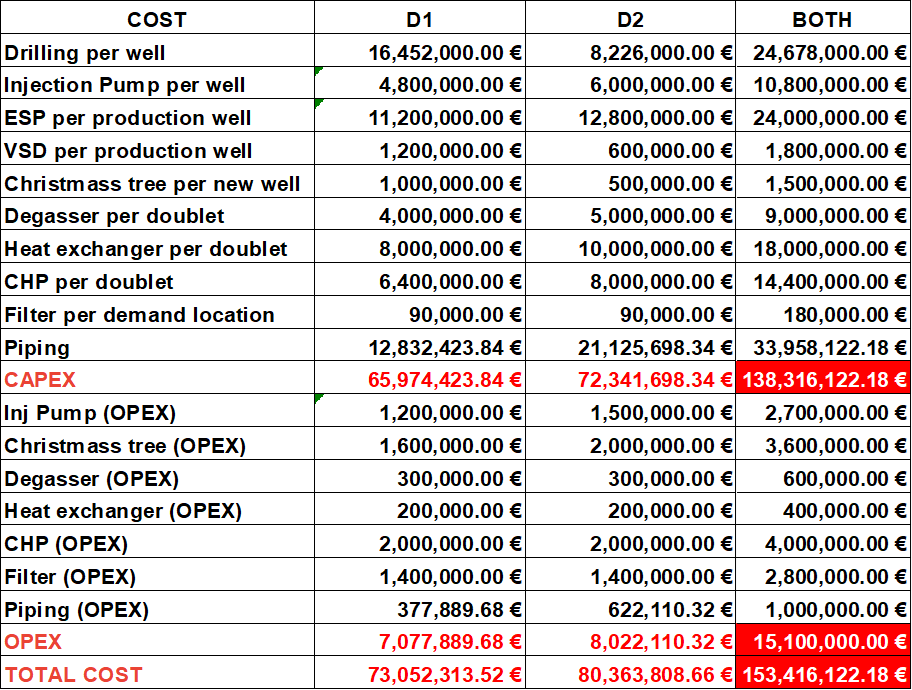 COST D1 D2 BOTH
Drilling per well 16,452,000.00 € 8,226,000.00 € 24,678,000.00 €
Injection Pump per well 4,800,000.00 € 6,000,000.00 € 10,800,000.00 €
ESP per production well 11,200,000.00 € 12,800,000.00 € 24,000,000.00 €
VSD per production well 1,200,000.00 € 600,000.00 € 1,800,000.00 €
Christmass tree per new well 1,000,000.00 € 500,000.00 € 1,500,000.00 €
Degasser per doublet 4,000,000.00 € 5,000,000.00 € 9,000,000.00 €
Heat exchanger per doublet 8,000,000.00 € 10,000,000.00 € 18,000,000.00 €
CHP per doublet 6,400,000.00 € 8,000,000.00 € 14,400,000.00 €
Filter per demand location 90,000.00 € 90,000.00 € 180,000.00 €
Piping 12,832,423.84 € 21,125,698.34 € 33,958,122.18 €
CAPEX 65,974,423.84 € 72,341,698.34 € 138,316,122.18 €
Inj Pump (OPEX) 1,200,000.00 € 1,500,000.00 € 2,700,000.00 €
Christmass tree (OPEX) 1,600,000.00 € 2,000,000.00 € 3,600,000.00 €
Degasser (OPEX) 300,000.00 € 300,000.00 € 600,000.00 €
Heat exchanger (OPEX) 200,000.00 € 200,000.00 € 400,000.00 €
CHP (OPEX) 2,000,000.00 € 2,000,000.00 € 4,000,000.00 €
Filter (OPEX) 1,400,000.00 € 1,400,000.00 € 2,800,000.00 €
Piping (OPEX) 377,889.68 € 622,110.32 € 1,000,000.00 €
OPEX 7,077,889.68 € 8,022,110.32 € 15,100,000.00 €
TOTAL COST 73,052,313.52 € 80,363,808.66 € 153,416,122.18 €